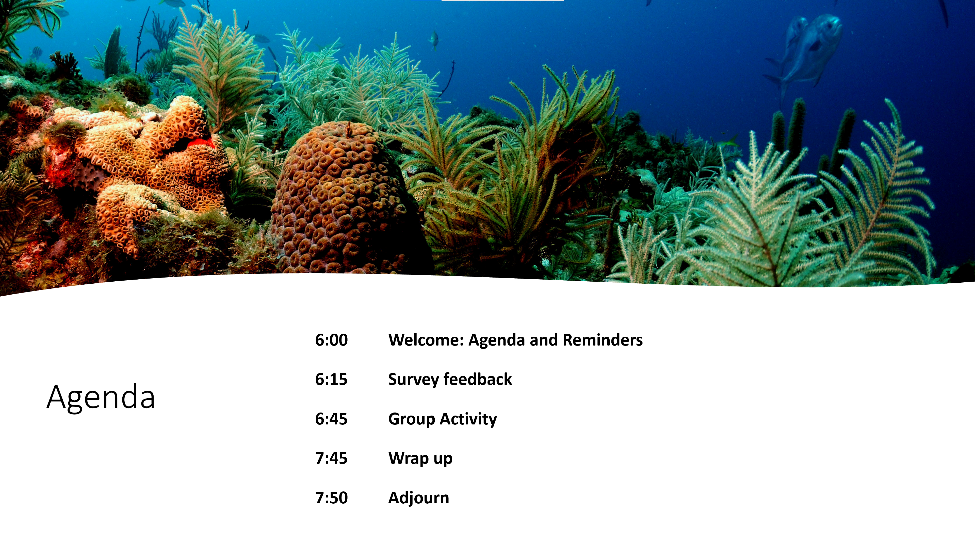 Agenda
6:00 Welcome: Agenda and Reminders
6:15 Survey feedback
6:45 Group Activity
7:45 Wrap up
7:50 Adjourn